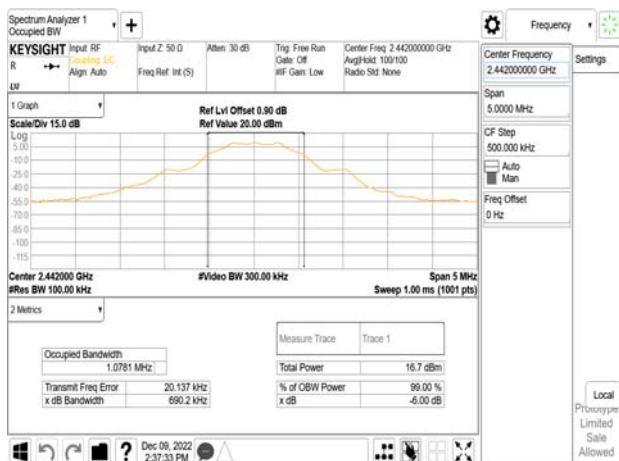 Spectrum Analyzer 1
Occupied BW
Frequency
KEYSIGHT
Input: RF
Coupling: DC
Align: Auto
Input Z: 50 Ω
Freq Ref: Int (S)
Atten: 30 dB
Trig: Free Run
Gate: Off
#IF Gain: Low
Center Freq: 2.442000000 GHz
Avg|Hold: 100/100
Radio Std: None
R
LXI
Center Frequency
2.442000000 GHz
Settings
Span
5.0000 MHz
CF Step
500.000 kHz
Auto
Man
Freq Offset
0 Hz
1 Graph
Scale/Div 15.0 dB
Ref Lvl Offset 0.90 dB
Ref Value 20.00 dBm
Log
5.00
-10.0
-25.0
-40.0
-55.0
-70.0
-85.0
-100
-115
Center 2.442000 GHz
#Res BW 100.00 kHz
#Video BW 300.00 kHz
Span 5 MHz
Sweep 1.00 ms (1001 pts)
2 Metrics
Measure Trace Trace 1
Occupied Bandwidth
1.0781 MHz
Total Power 16.7 dBm
Transmit Freq Error 20.137 kHz
% of OBW Power 99.00 %
x dB Bandwidth 690.2 kHz
x dB -6.00 dB
Local
Prototype
Limited
Sale
Allowed
Dec 09, 2022
2:37:33 PM